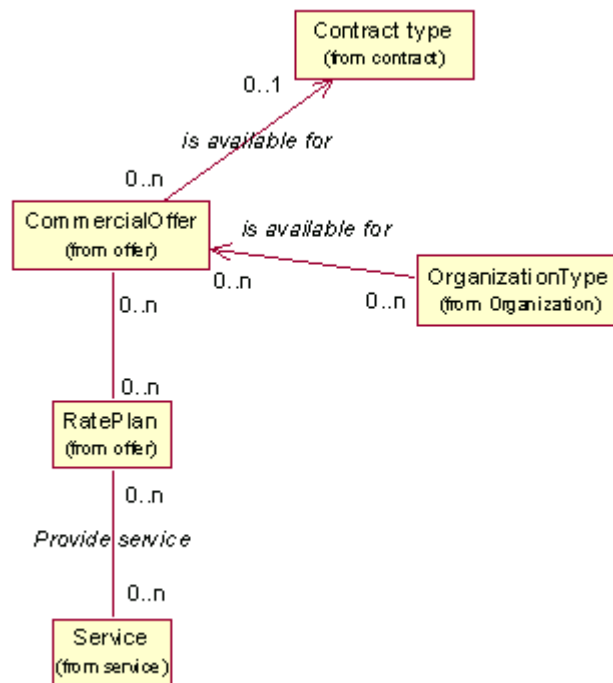 Contract type
(from contract)
0..1
is available for
0..n
CommercialOffer
(from offer)
is available for
0..n
OrganizationType
(from Organization)
0..n
0..n
0..n
RatePlan
(from offer)
0..n
Provide service
0..n
Service
(from service)